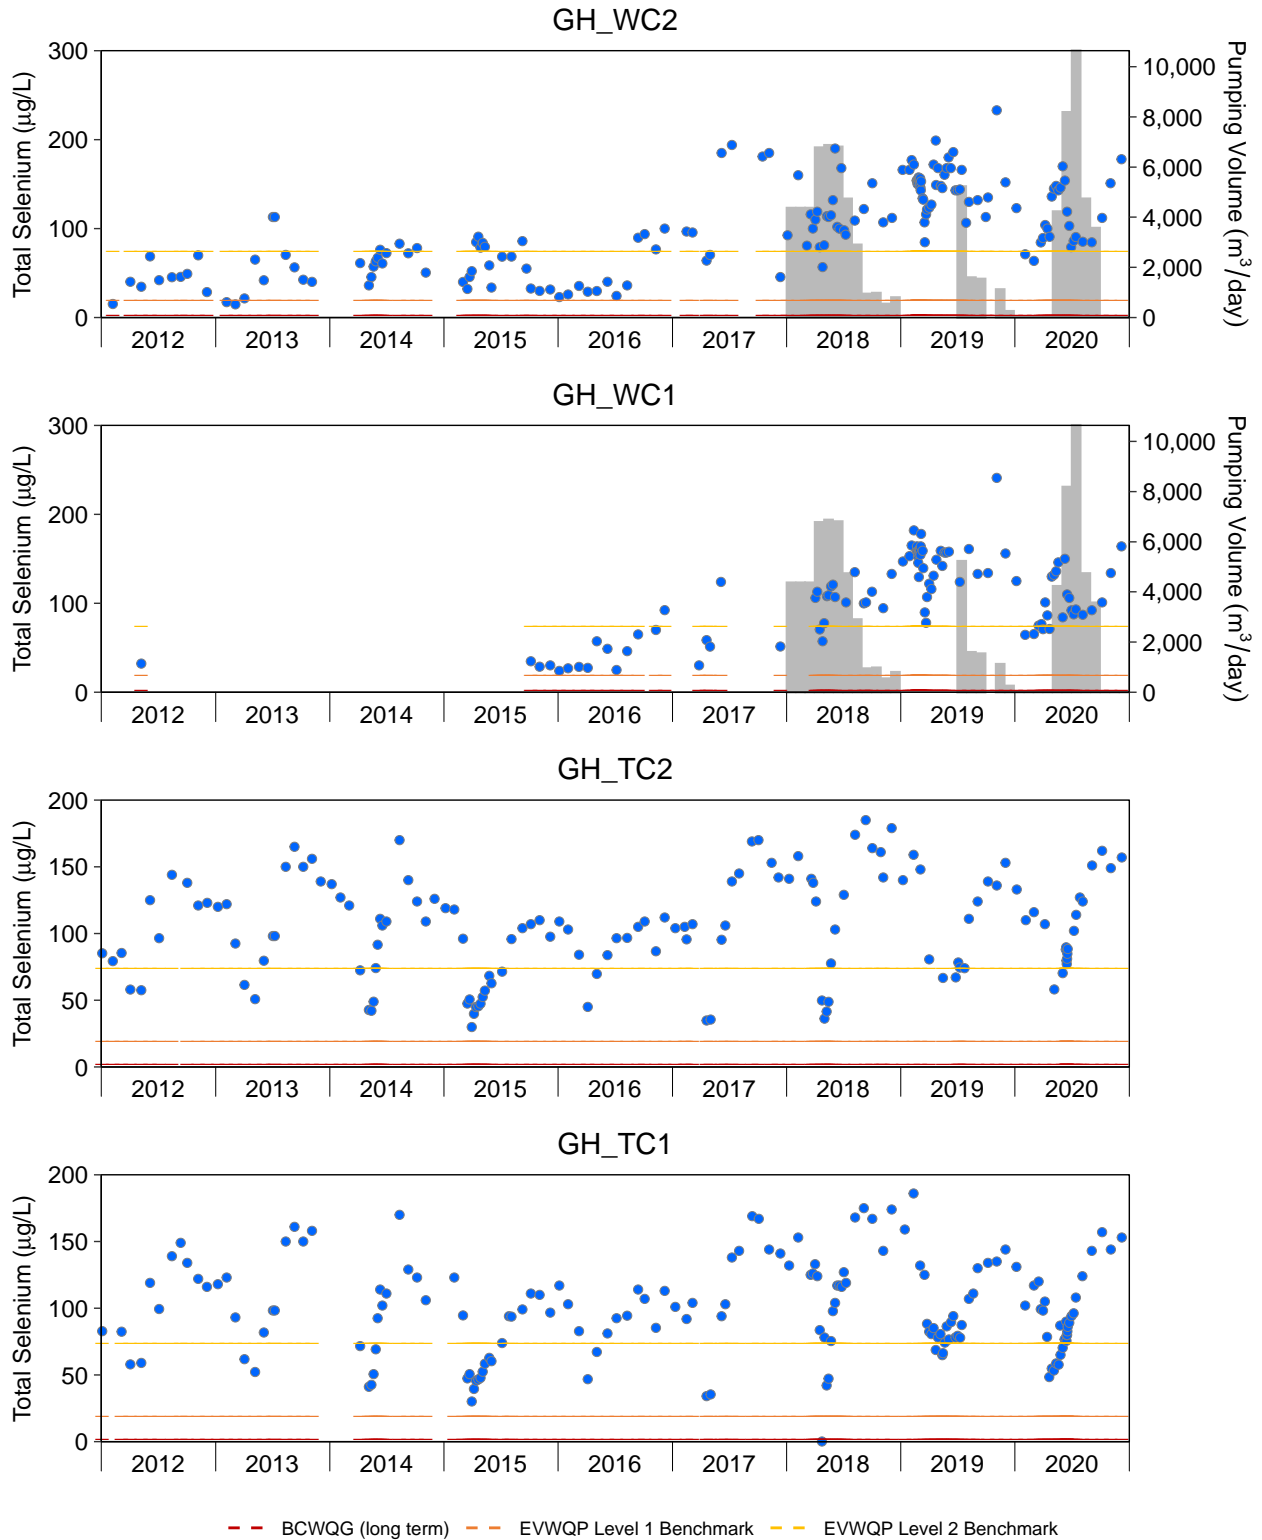 GH_WC2
300
200
100
0
Total Selenium (µg/L)
10,000
8,000
6,000
4,000
2,000
0
Pumping Volume (m³/day)
2012 2013 2014 2015 2016 2017 2018 2019 2020
GH_WC1
300
200
100
0
Total Selenium (µg/L)
10,000
8,000
6,000
4,000
2,000
0
Pumping Volume (m³/day)
2012 2013 2014 2015 2016 2017 2018 2019 2020
GH_TC2
200
150
100
50
0
Total Selenium (µg/L)
2012 2013 2014 2015 2016 2017 2018 2019 2020
GH_TC1
200
150
100
50
0
Total Selenium (µg/L)
2012 2013 2014 2015 2016 2017 2018 2019 2020
BCWQG (long term) EVWQP Level 1 Benchmark EVWQP Level 2 Benchmark